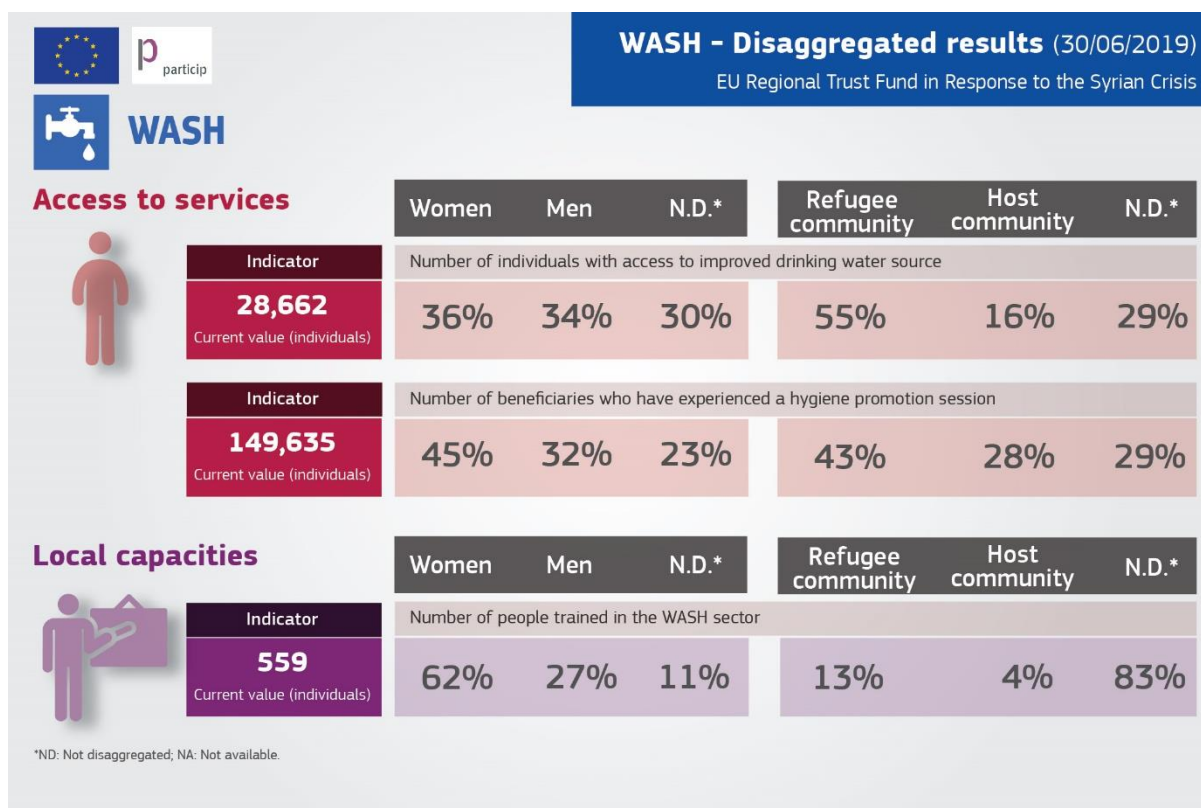 particip
WASH - Disaggregated results (30/06/2019)
EU Regional Trust Fund in Response to the Syrian Crisis
WASH
Access to services
Women Men N.D.* Refugee community Host community N.D.*
Indicator
Number of individuals with access to improved drinking water source
28,662
Current value (individuals)
36% 34% 30% 55% 16% 29%
Indicator
Number of beneficiaries who have experienced a hygiene promotion session
149,635
Current value (individuals)
45% 32% 23% 43% 28% 29%
Local capacities
Women Men N.D.* Refugee community Host community N.D.*
Indicator
Number of people trained in the WASH sector
559
Current value (individuals)
62% 27% 11% 13% 4% 83%
*ND: Not disaggregated; NA: Not available.